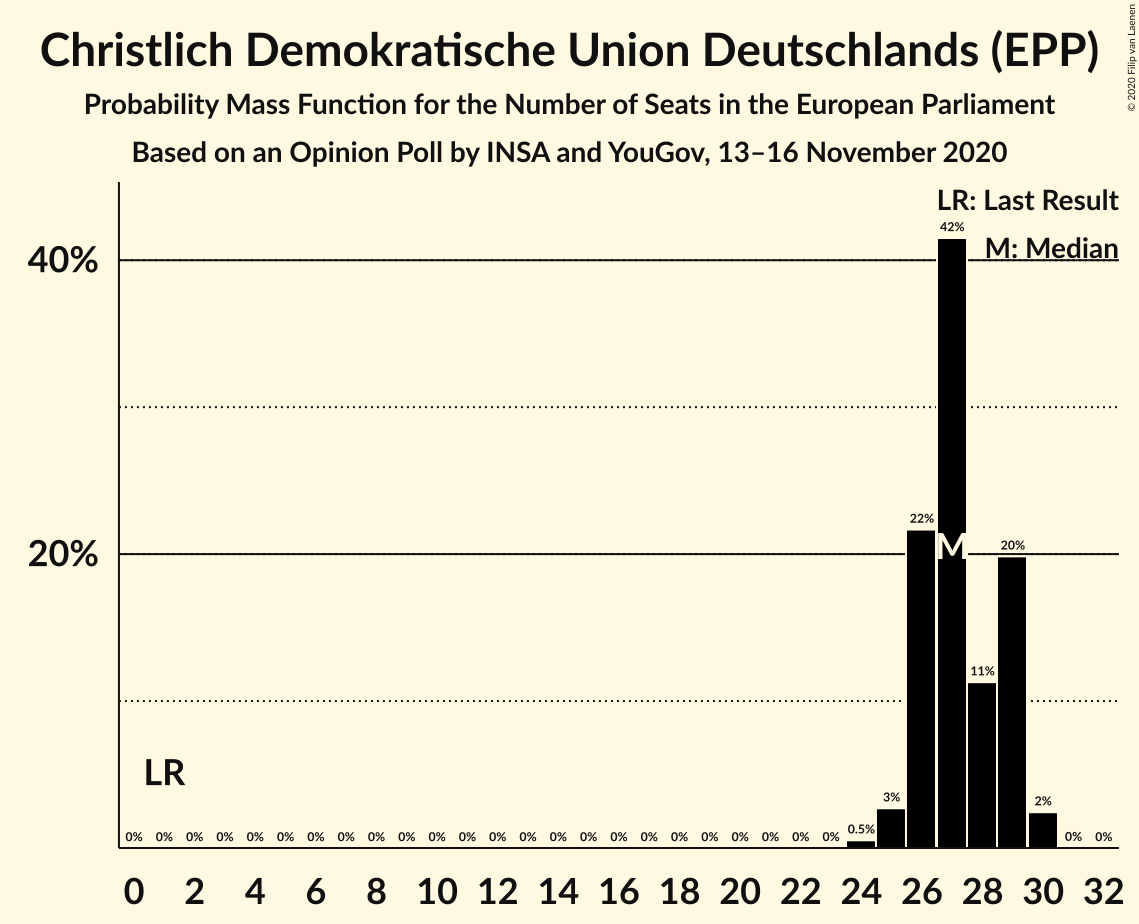 Christlich Demokratische Union Deutschlands (EPP)
Probability Mass Function for the Number of Seats in the European Parliament
Based on an Opinion Poll by INSA and YouGov, 13–16 November 2020
© 2020 Filip van Laenen
LR: Last Result
M: Median
42%
40%
22%
20%
20%
M
11%
LR
3%
2%
0% 0% 0% 0% 0% 0% 0% 0% 0% 0% 0% 0% 0% 0% 0% 0% 0% 0% 0% 0% 0% 0% 0% 0% 0.5% 0% 0%
0 2 4 6 8 10 12 14 16 18 20 22 24 26 28 30 32